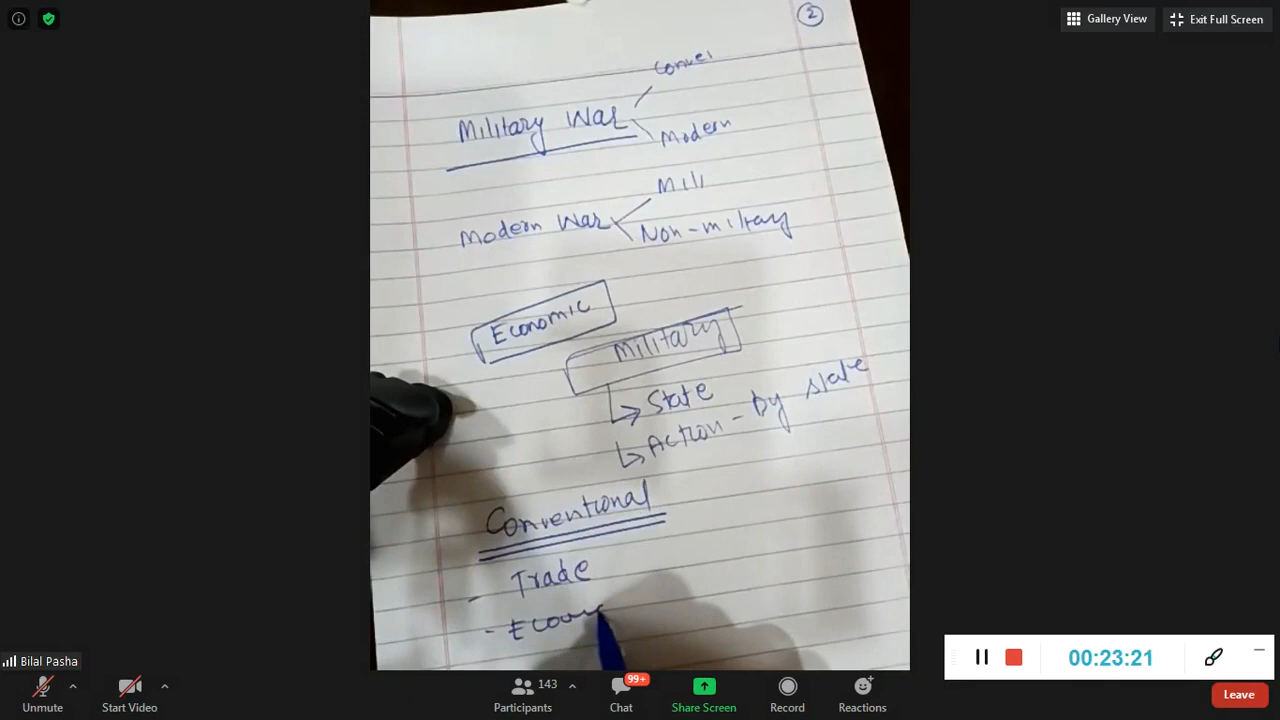 Gallery View
Exit Full Screen
2
Conve
Military War
Modern
Mili
Modern War
Non-military
Economic
Military
State
Action - by state
Conventional
- Trade
-
Bilal Pasha
00:23:21
Unmute
Start Video
143
Participants
99+
Chat
Share Screen
Record
Reactions
Leave